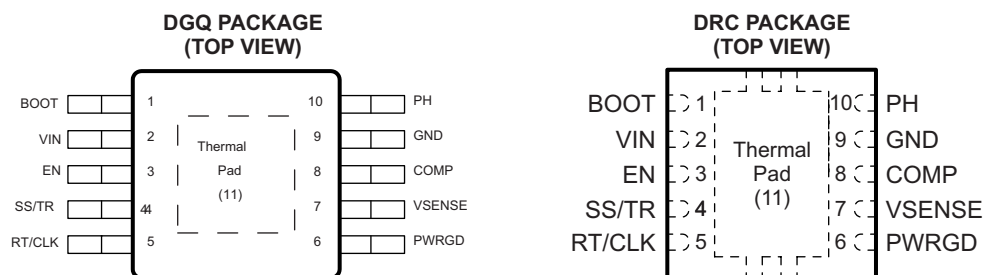 DGQ PACKAGE
(TOP VIEW)
BOOT 1 10 PH
VIN 2 9 GND
EN 3 8 COMP
SS/TR 44 7 VSENSE
RT/CLK 5 6 PWRGD
Thermal
Pad
(11)
DRC PACKAGE
(TOP VIEW)
BOOT 1 10 PH
VIN 2 9 GND
EN 3 8 COMP
SS/TR 4 7 VSENSE
RT/CLK 5 6 PWRGD
Thermal
Pad
(11)